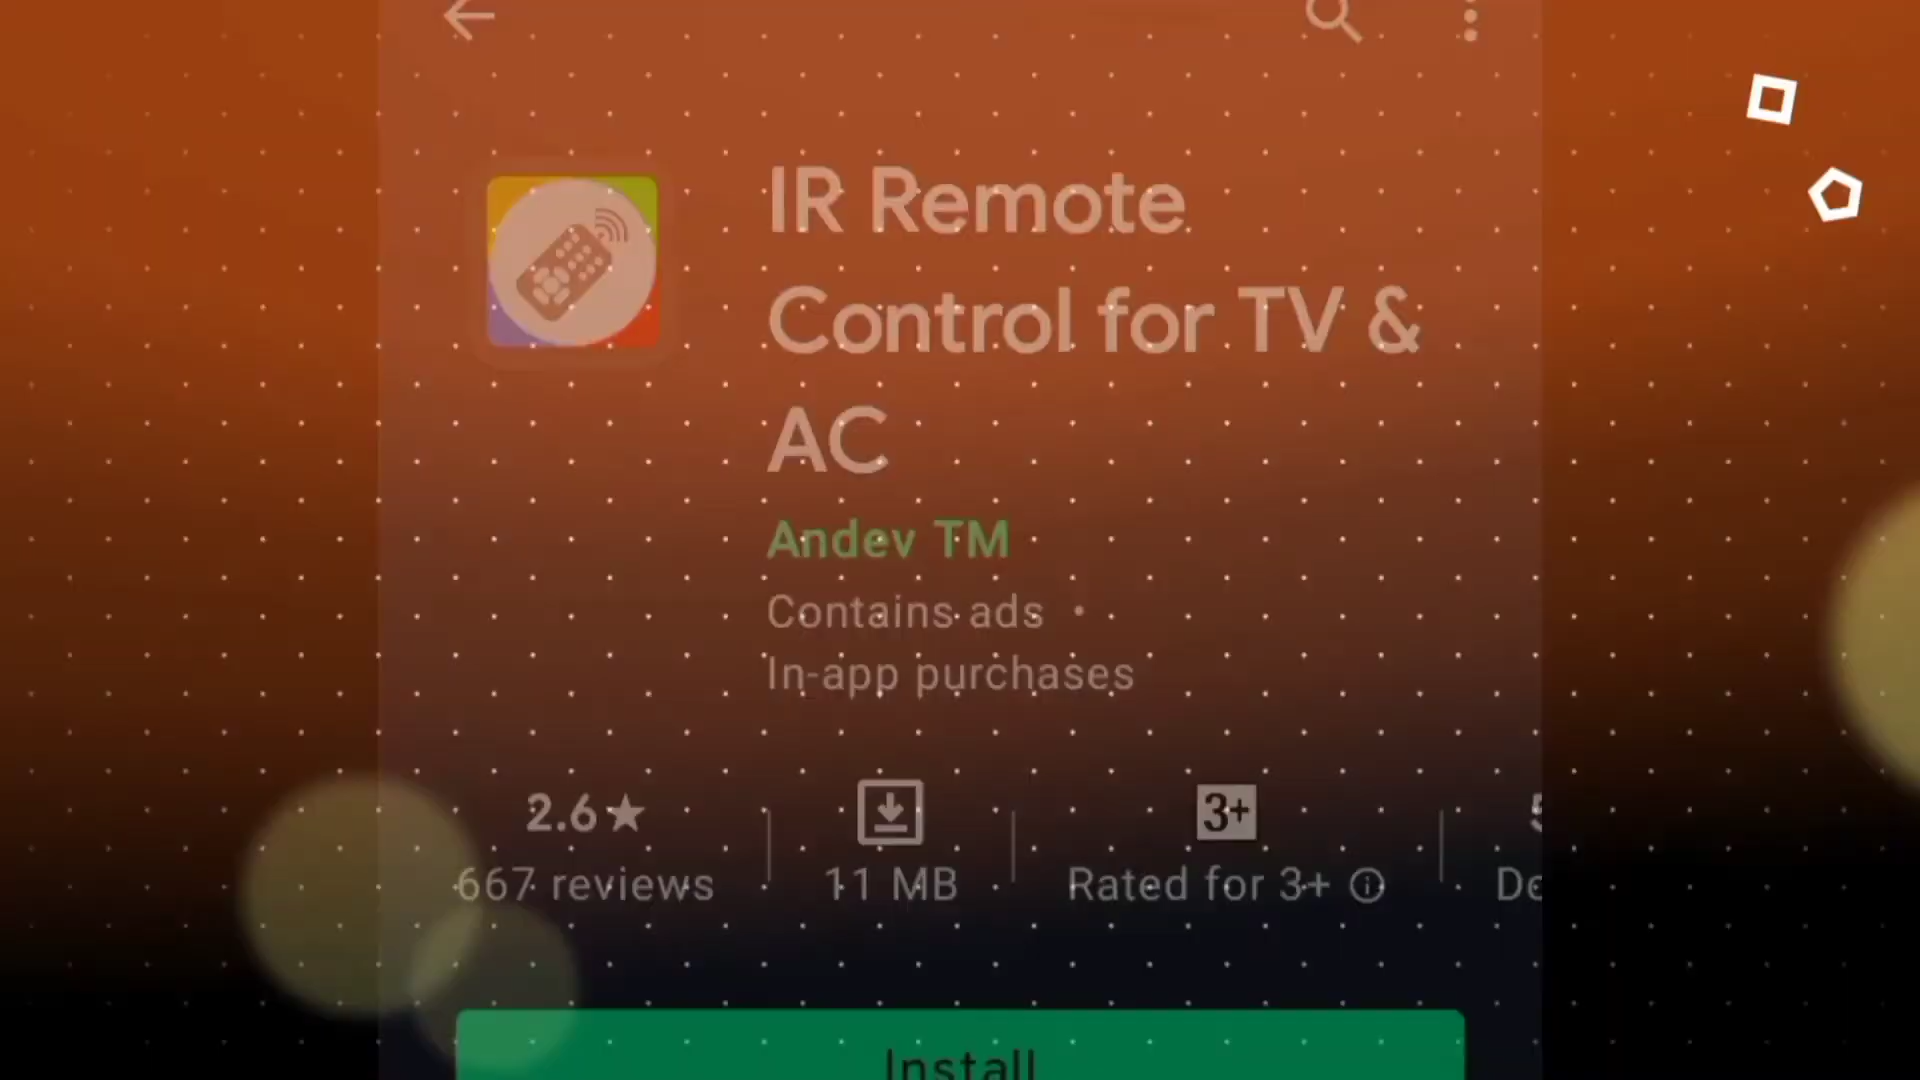 IR Remote
Control for TV &
AC
Andev TM
Contains ads •
In-app purchases
2.6★
11 MB
3+
667 reviews
Rated for 3+
Install